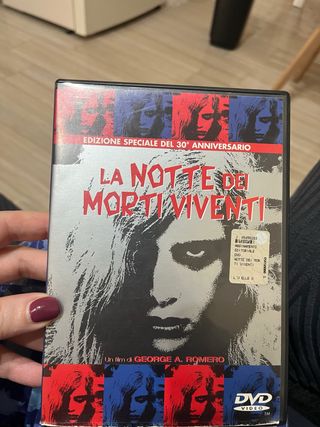 EDIZIONE SPECIALE DEL 30° ANNIVERSARIO
LA NOTTE DEI
MORTI VIVENTI
Un film di GEORGE A. ROMERO
DVD
VIDEO